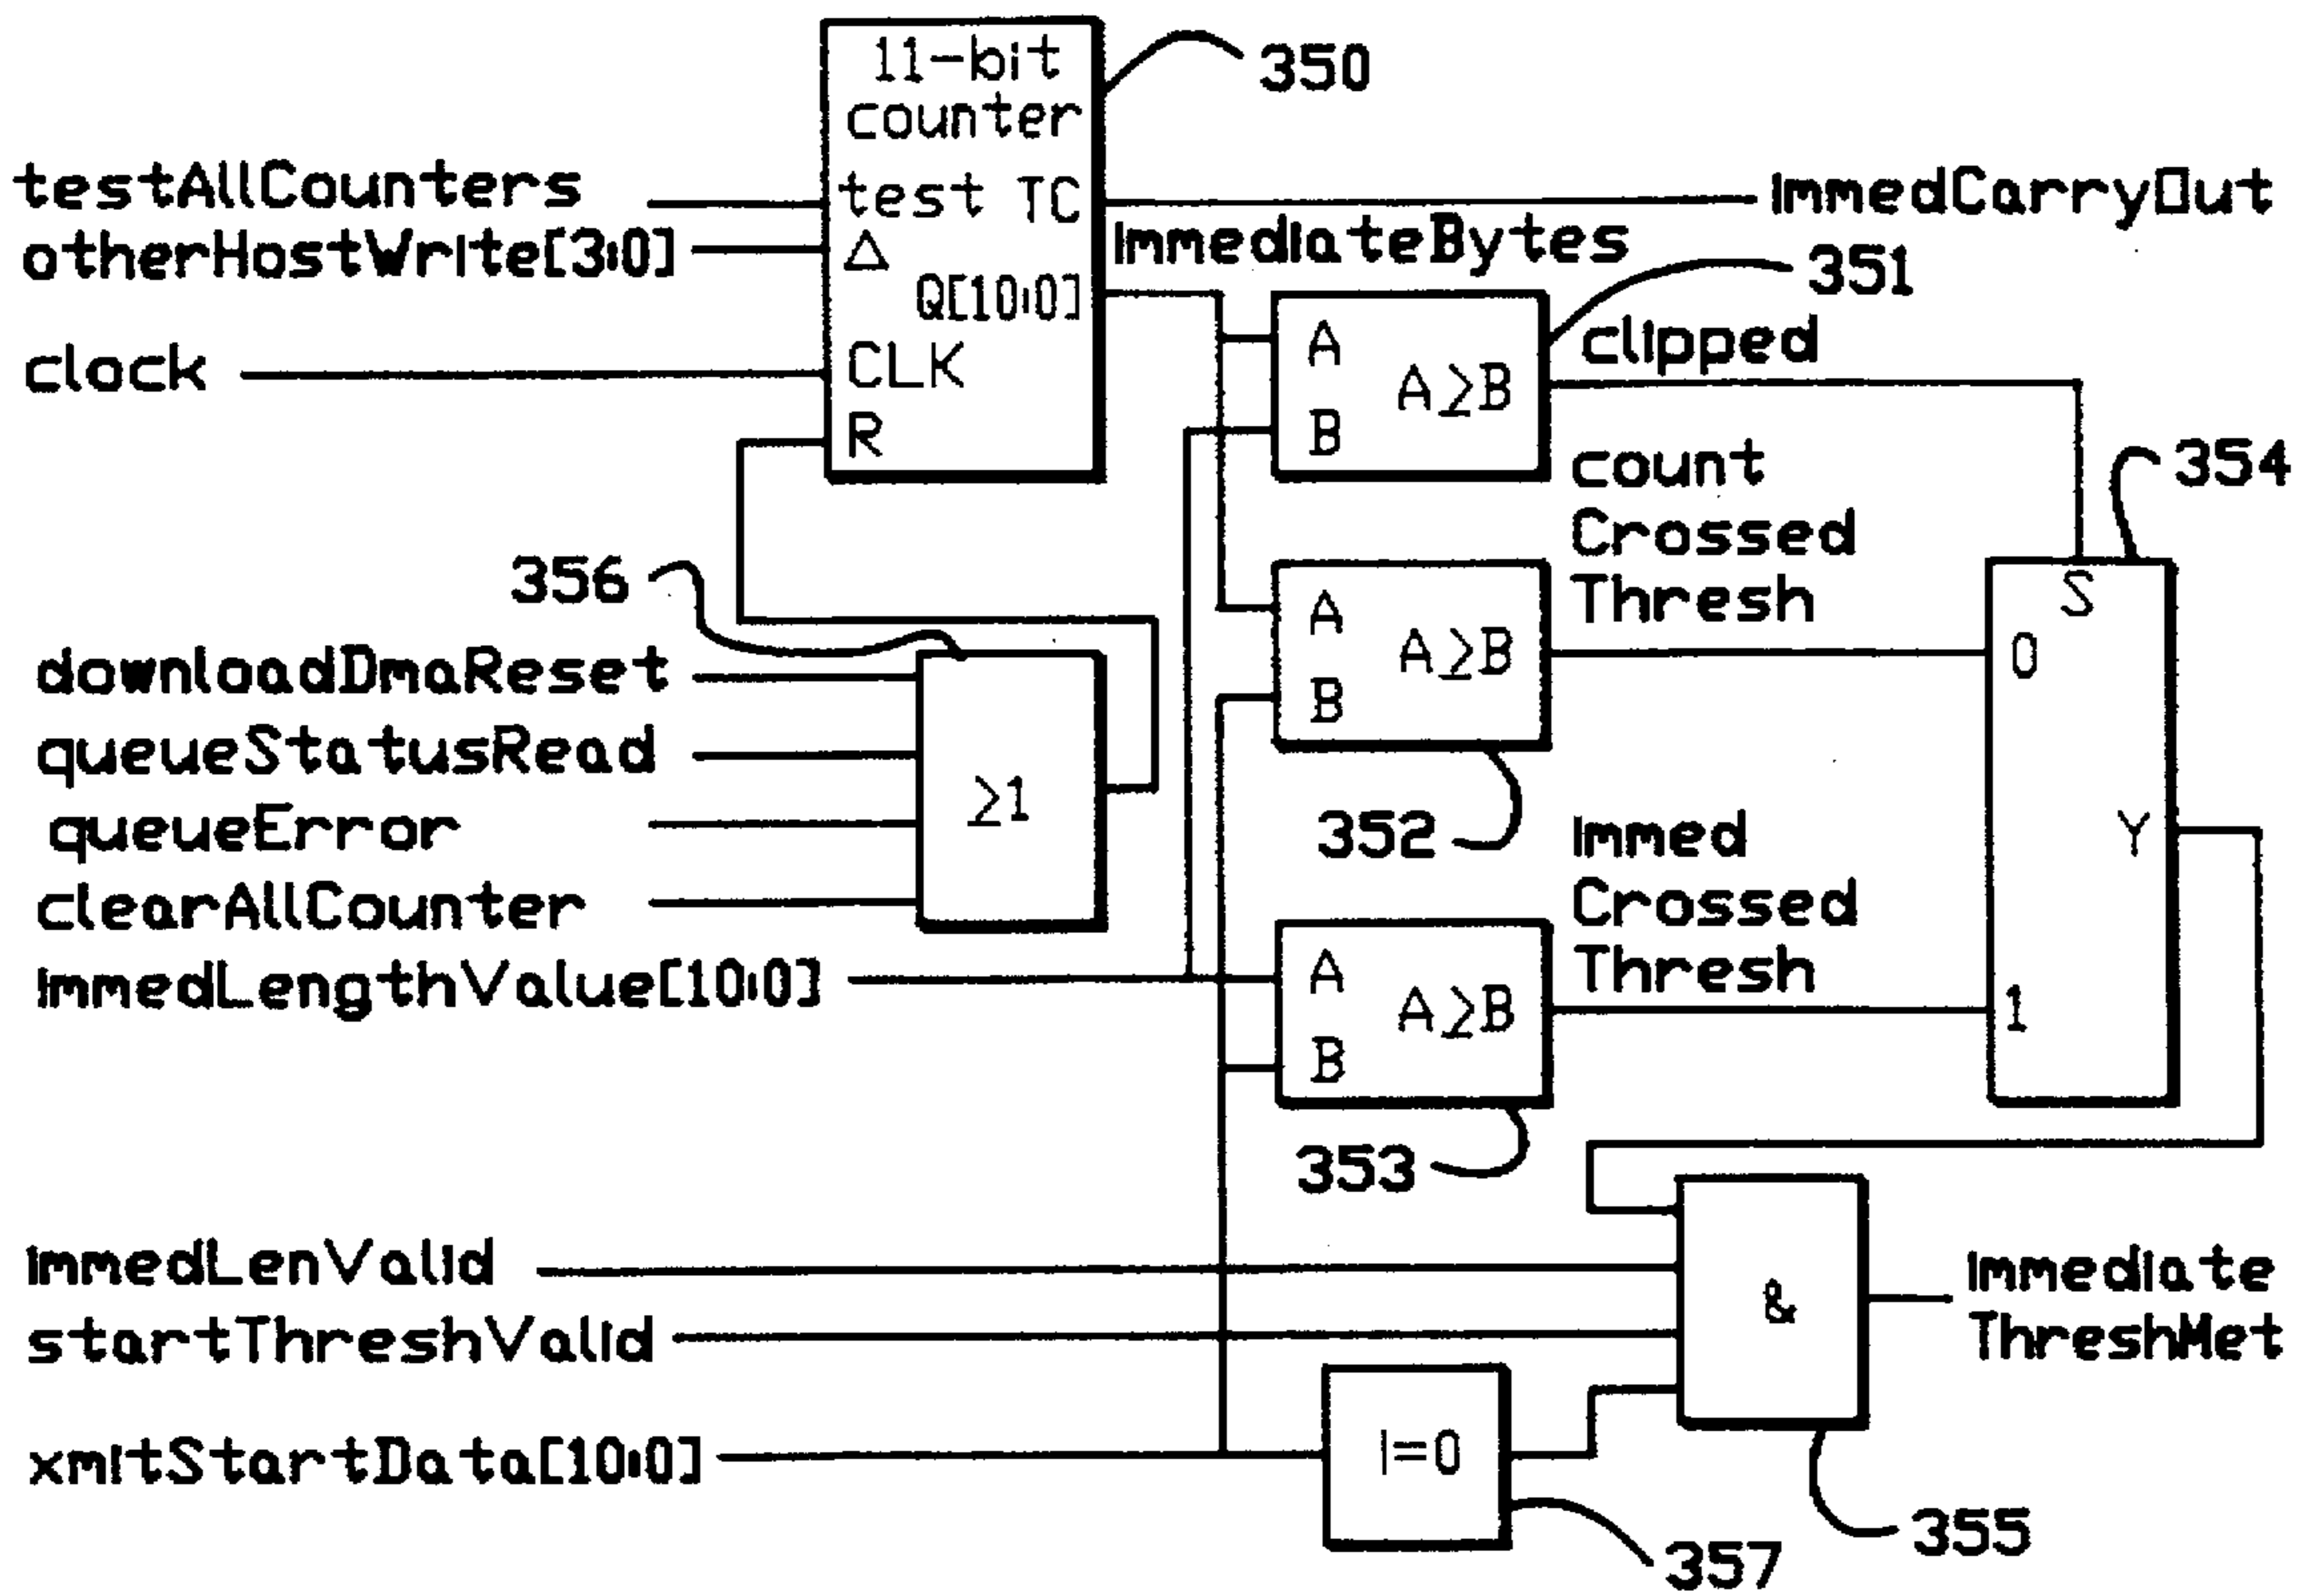 11-bit
counter
350
testAllCounters
test TC
immedCarryOut
otherHostWrite[3:0]
Δ
immediateBytes
351
Q[10:0]
clock
CLK
A
clipped
A≥B
R
B
count
354
Crossed
Thresh
356
A
S
A≥B
0
B
downloadDmaReset
queueStatusRead
≥1
352
immed
Y
queueError
Crossed
clearAllCounter
Thresh
immedLengthValue[10:0]
A
A≥B
1
B
353
immedLenValid
&
immediate
startThreshValid
ThreshMet
xmitStartData[10:0]
!=0
355
357